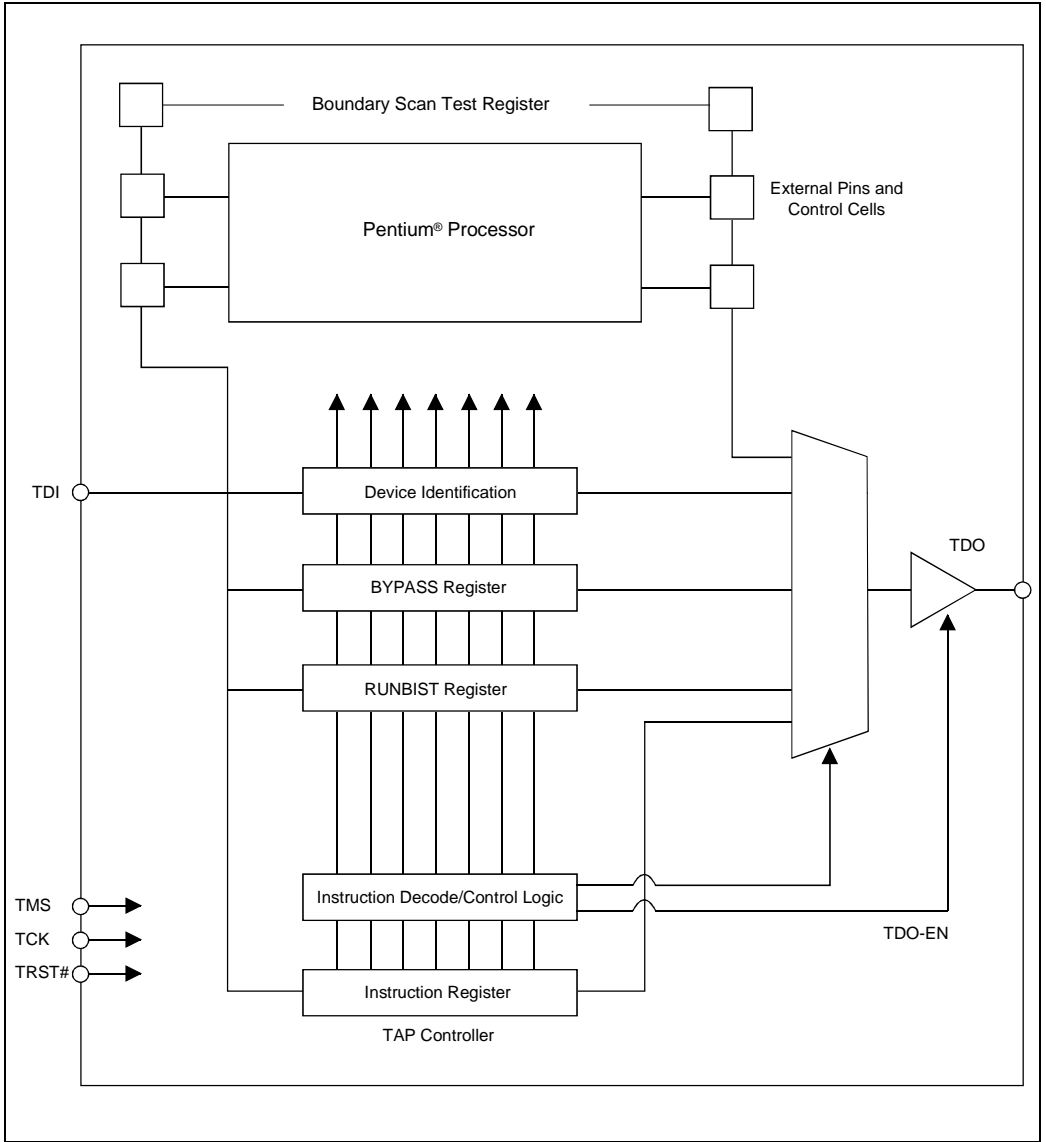 Boundary Scan Test Register
External Pins and
Control Cells
Pentium® Processor
TDI
Device Identification
TDO
BYPASS Register
RUNBIST Register
Instruction Decode/Control Logic
TMS
TCK
TDO-EN
TRST#
Instruction Register
TAP Controller